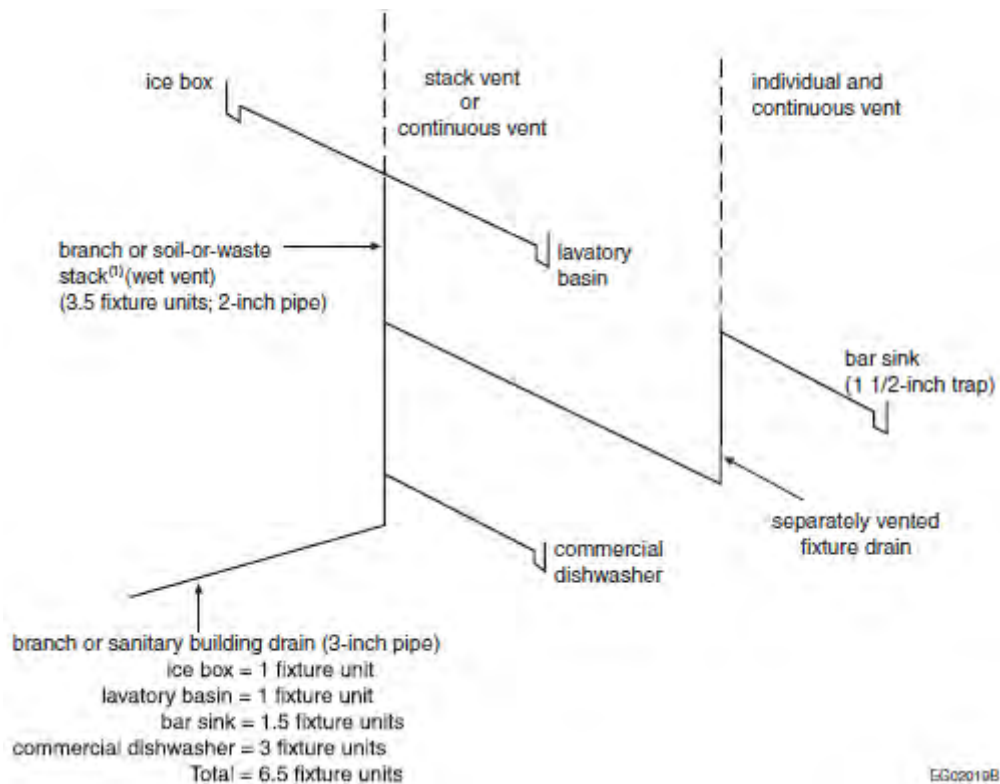 ice box
stack vent
or
continuous vent
individual and
continuous vent
branch or soil-or-waste
stack(1)(wet vent)
(3.5 fixture units; 2-inch pipe)
lavatory
basin
bar sink
(1 1/2-inch trap)
separately vented
fixture drain
commercial
dishwasher
branch or sanitary building drain (3-inch pipe)
ice box = 1 fixture unit
lavatory basin = 1 fixture unit
bar sink = 1.5 fixture units
commercial dishwasher = 3 fixture units
Total = 6.5 fixture units
EG02019B